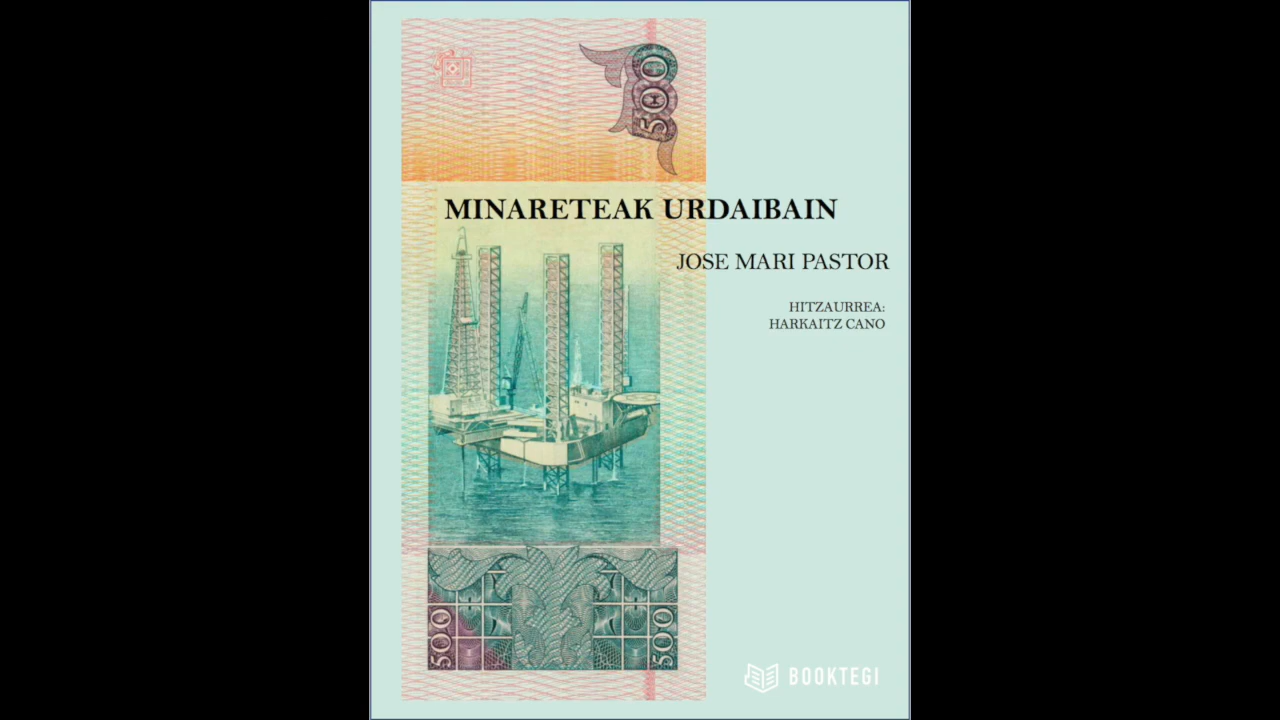 500
MINARETEAK URDAIBAIN
JOSE MARI PASTOR
HITZAURREA:
HARKAITZ CANO
500
500
BOOKTEGI